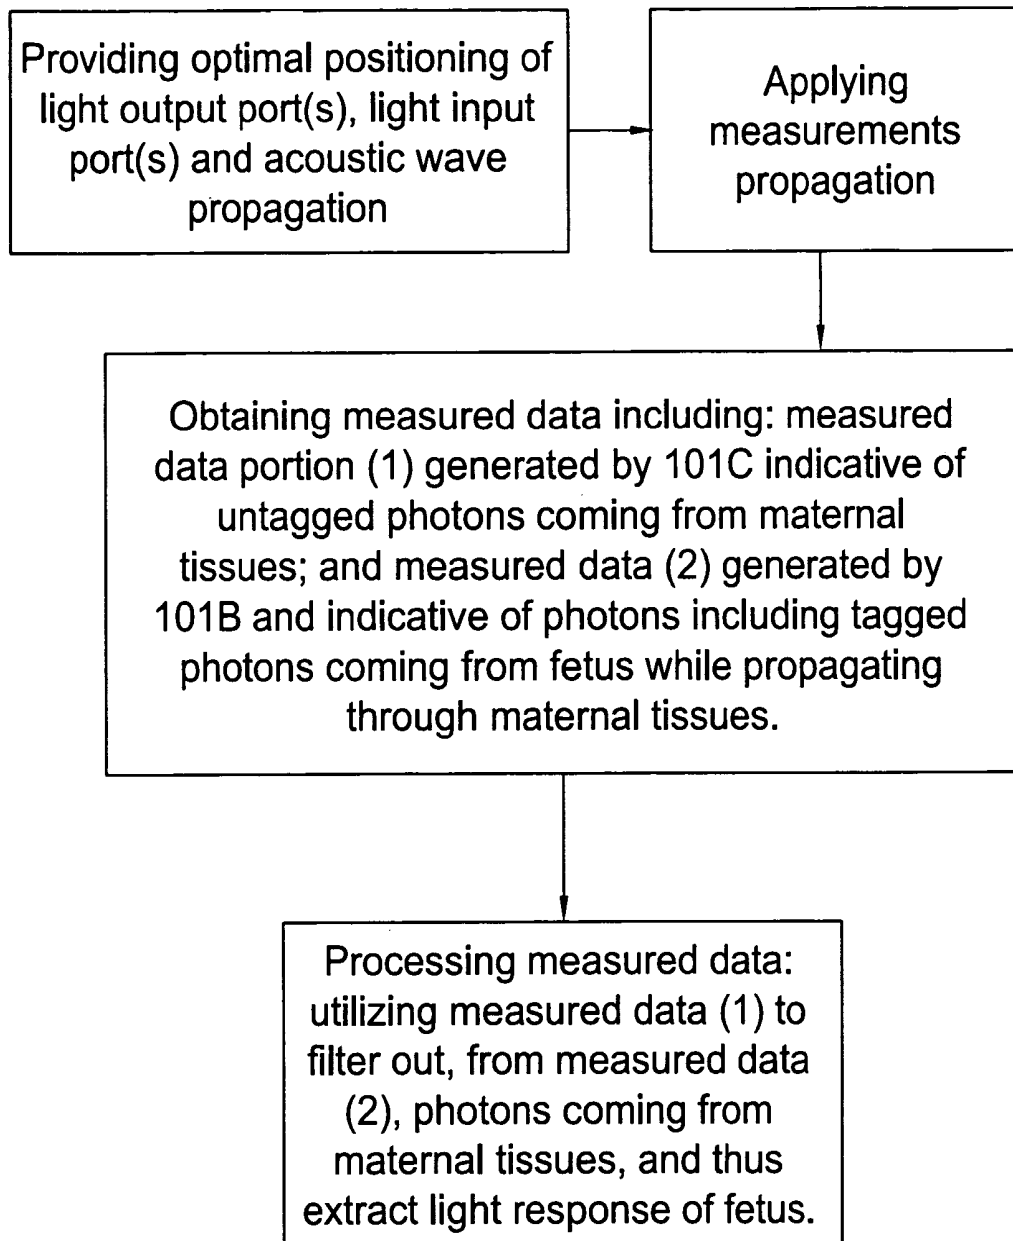 Providing optimal positioning of
light output port(s), light input
port(s) and acoustic wave
propagation
Applying
measurements
propagation
Obtaining measured data including: measured
data portion (1) generated by 101C indicative of
untagged photons coming from maternal
tissues; and measured data (2) generated by
101B and indicative of photons including tagged
photons coming from fetus while propagating
through maternal tissues.
Processing measured data:
utilizing measured data (1) to
filter out, from measured data
(2), photons coming from
maternal tissues, and thus
extract light response of fetus.